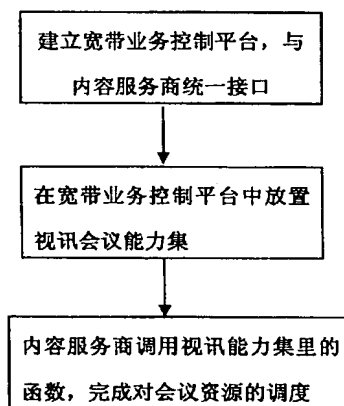 建立宽带业务控制平台，与
内容服务商统一接口
在宽带业务控制平台中放置
视讯会议能力集
内容服务商调用视讯能力集里的
函数，完成对会议资源的调度